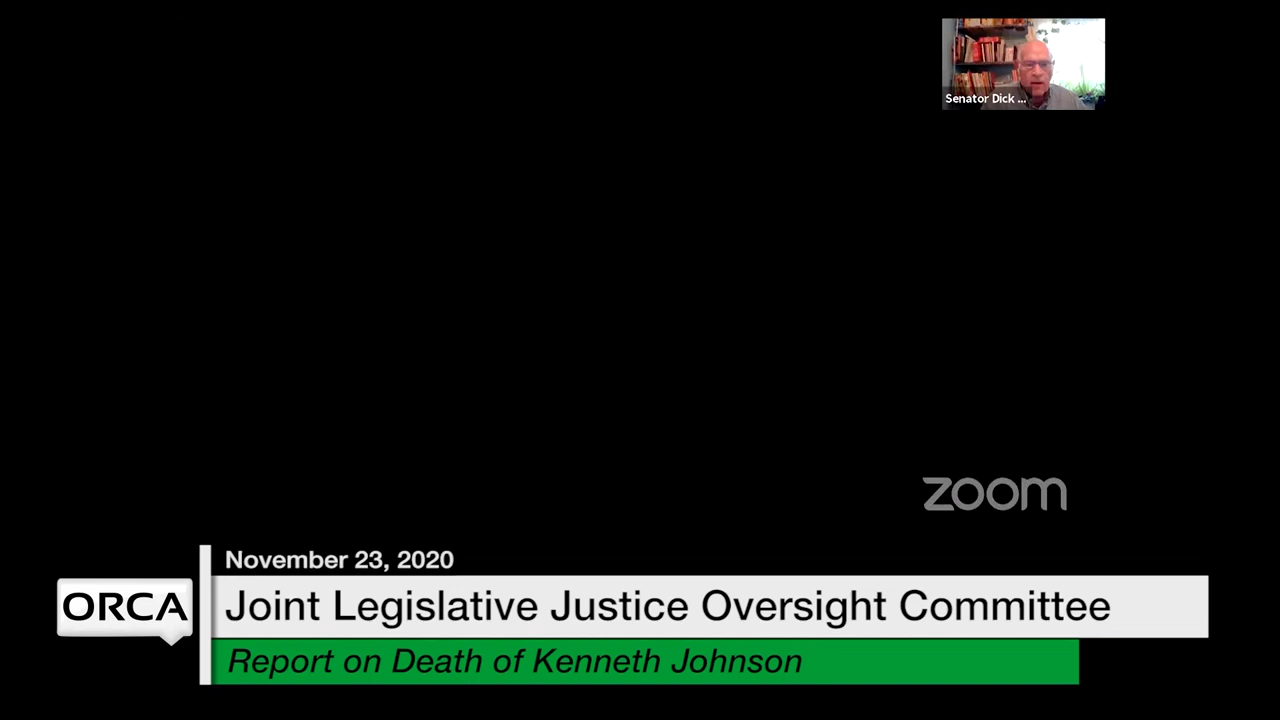 Senator Dick ...
zoom
November 23, 2020
ORCA
Joint Legislative Justice Oversight Committee
Report on Death of Kenneth Johnson